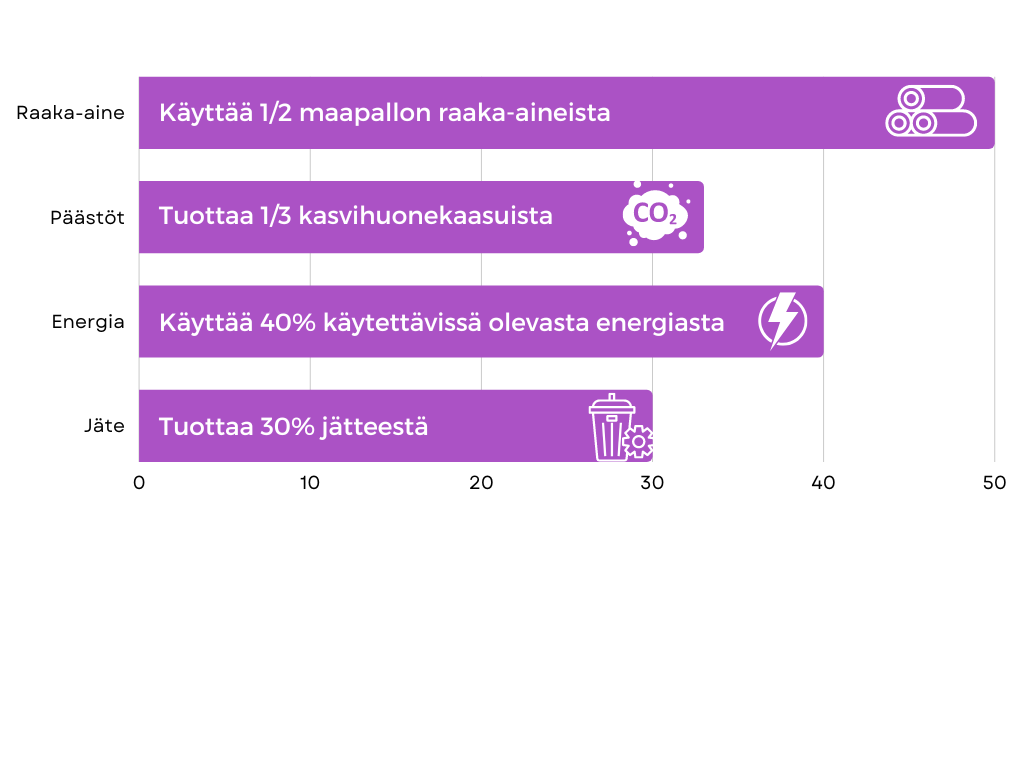 Raaka-aine
Käyttää 1/2 maapallon raaka-aineista
Päästöt
Tuottaa 1/3 kasvihuonekaasuista
CO₂
Energia
Käyttää 40% käytettävissä olevasta energiasta
Jäte
Tuottaa 30% jätteestä
0 10 20 30 40 50